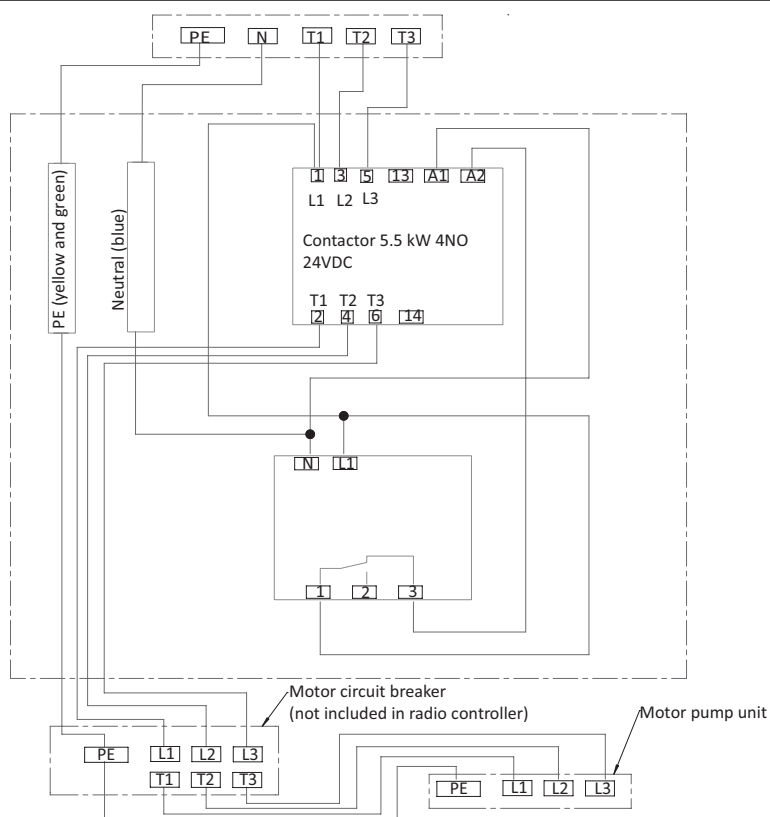 PE N T1 T2 T3
PE (yellow and green)
Neutral (blue)
1 3 5 13 A1 A2
L1 L2 L3
Contactor 5.5 kW 4NO
24VDC
T1 T2 T3
2 4 6 14
N L1
1 2 3
Motor circuit breaker
(not included in radio controller)
Motor pump unit
PE L1 L2 L3
T1 T2 T3
PE L1 L2 L3